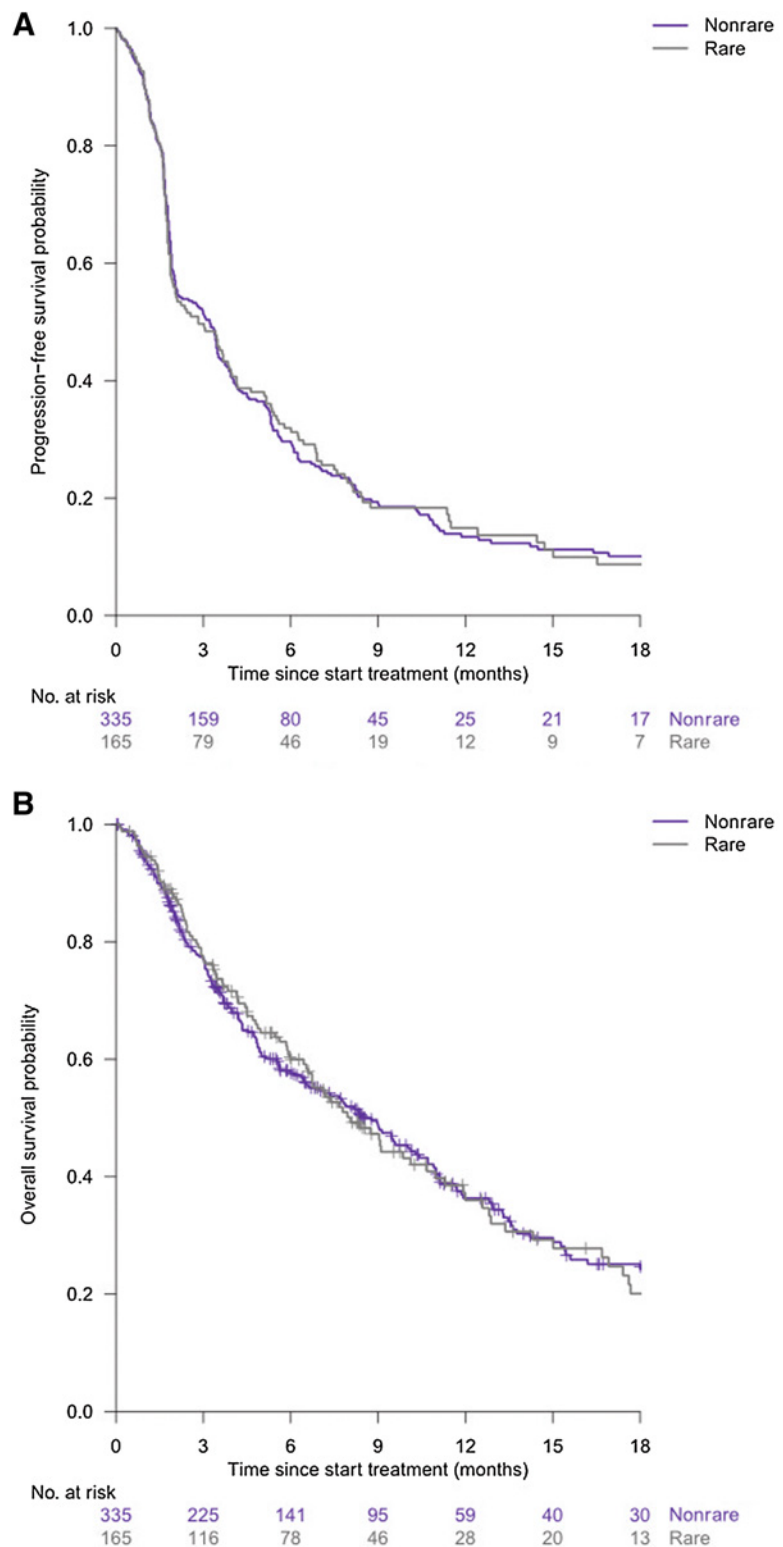 A
Nonrare
Rare
1.0
0.8
0.6
0.4
0.2
0.0
Progression-free survival probability
0 3 6 9 12 15 18
Time since start treatment (months)
No. at risk
335 159 80 45 25 21 17 Nonrare
165 79 46 19 12 9 7 Rare
B
Nonrare
Rare
1.0
0.8
0.6
0.4
0.2
0.0
Overall survival probability
0 3 6 9 12 15 18
Time since start treatment (months)
No. at risk
335 225 141 95 59 40 30 Nonrare
165 116 78 46 28 20 13 Rare